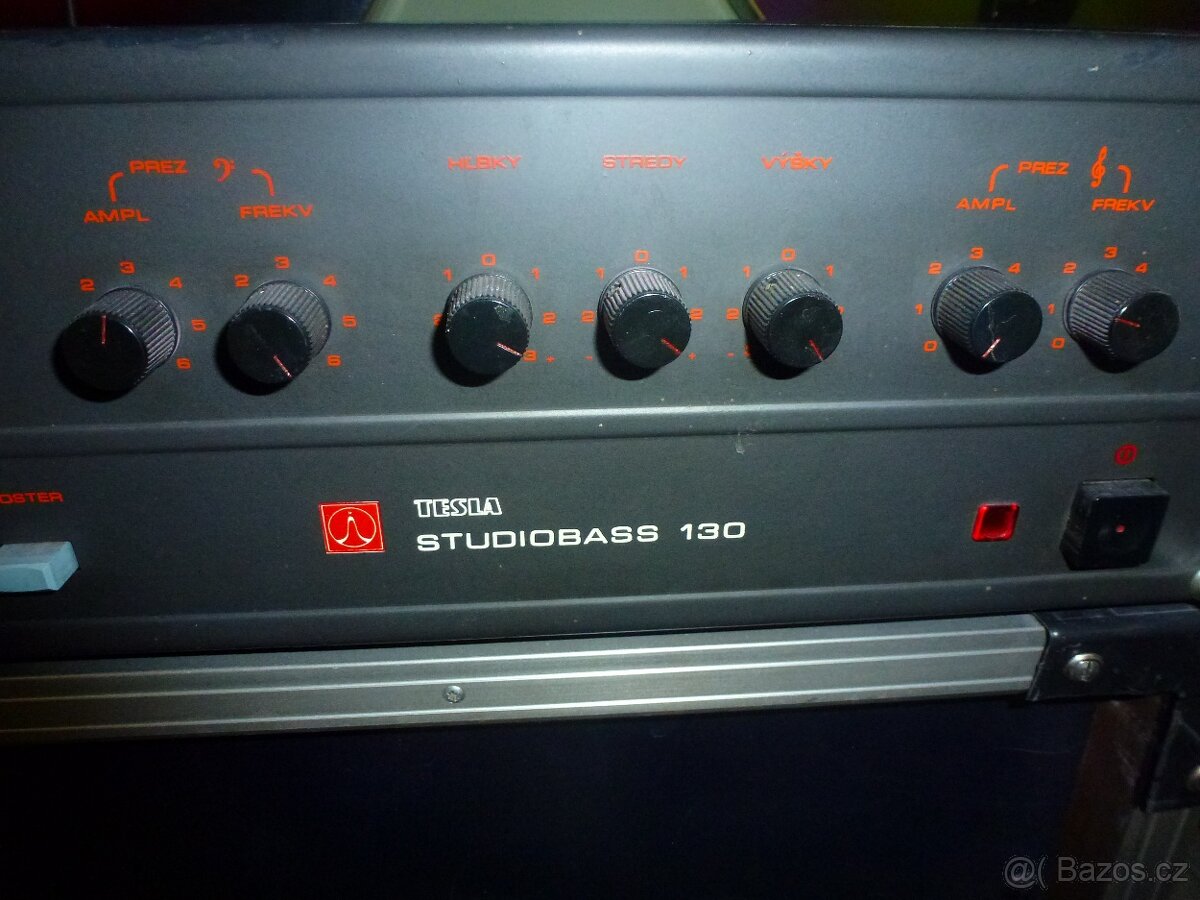 PREZ
AMPL FREKV
HĽBKY
STREDY
VÝŠKY
PREZ
AMPL FREKV
2 3 4 5 6
2 3 4 5 6
1 0 1 2 3 +
2 1 0 1 2 - +
2 1 0 1 -
0 1 2 3 4
0 1 2 3 4
OSTER
TESLA
STUDIOBASS 130
@( Bazos.cz